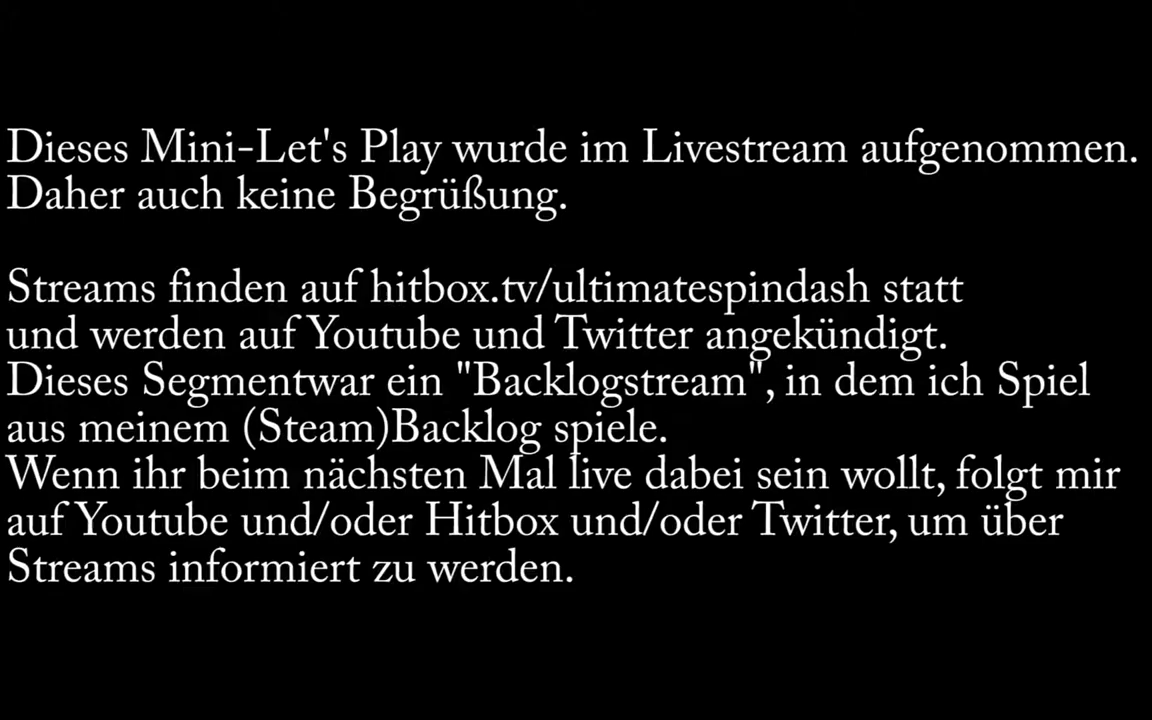 Dieses Mini-Let's Play wurde im Livestream aufgenommen.
Daher auch keine Begrüßung.
Streams finden auf hitbox.tv/ultimatespindash statt
und werden auf Youtube und Twitter angekündigt.
Dieses Segmentwar ein "Backlogstream", in dem ich Spiel
aus meinem (Steam)Backlog spiele.
Wenn ihr beim nächsten Mal live dabei sein wollt, folgt mir
auf Youtube und/oder Hitbox und/oder Twitter, um über
Streams informiert zu werden.